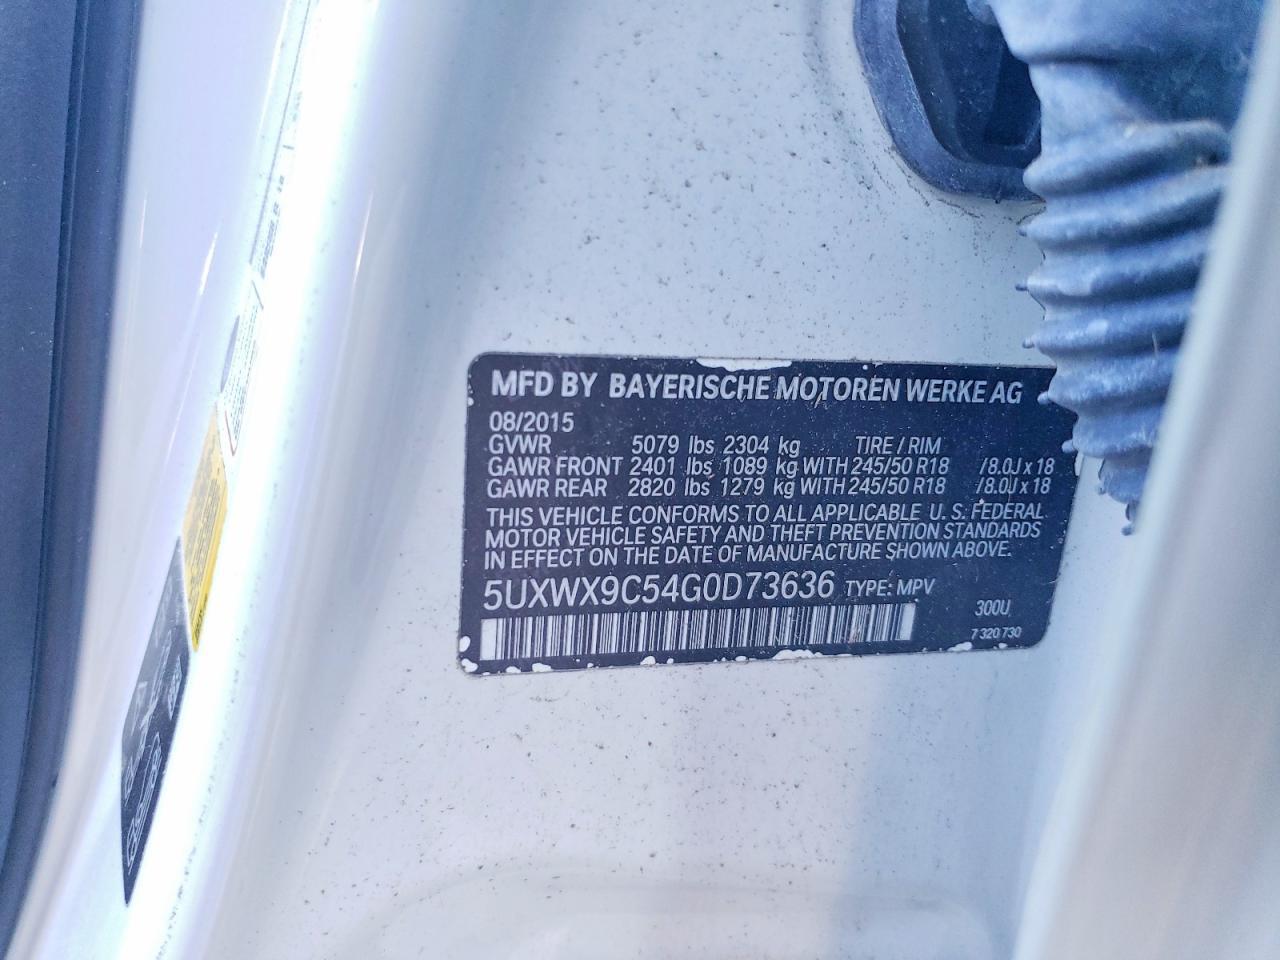 MFD BY BAYERISCHE MOTOREN WERKE AG
08/2015
GVWR 5079 lbs 2304 kg TIRE / RIM
GAWR FRONT 2401 lbs 1089 kg WITH 245/50 R18 /8.0J x 18
GAWR REAR 2820 lbs 1279 kg WITH 245/50 R18 /8.0J x 18
THIS VEHICLE CONFORMS TO ALL APPLICABLE U. S. FEDERAL
MOTOR VEHICLE SAFETY AND THEFT PREVENTION STANDARDS
IN EFFECT ON THE DATE OF MANUFACTURE SHOWN ABOVE.
5UXWX9C54G0D73636 TYPE: MPV
300U
7 320 730